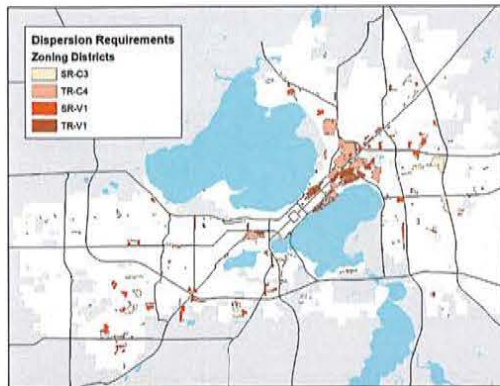 Dispersion Requirements
Zoning Districts
SR-C3
TR-C4
SR-V1
TR-V1